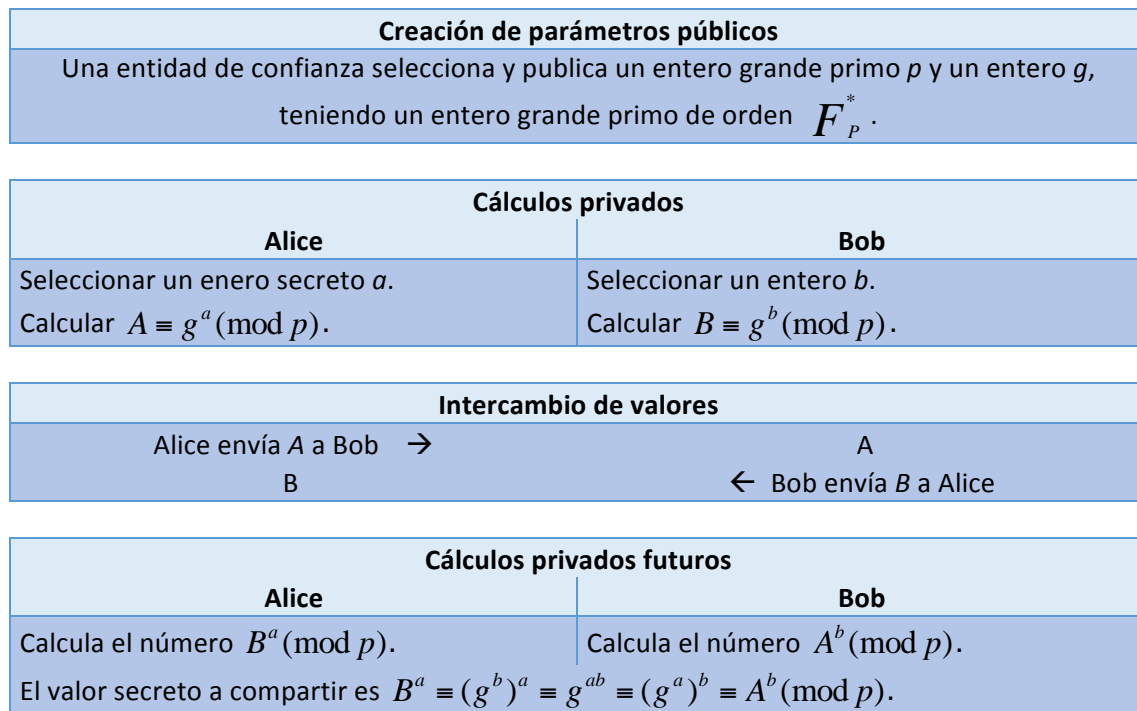 Creación de parámetros públicos
Una entidad de confianza selecciona y publica un entero grande primo p y un entero g,
teniendo un entero grande primo de orden F*_P .
Cálculos privados
Alice Bob
Seleccionar un enero secreto a. Seleccionar un entero b.
Calcular A ≡ g^a (mod p). Calcular B ≡ g^b (mod p).
Intercambio de valores
Alice envía A a Bob → A
B ← Bob envía B a Alice
Cálculos privados futuros
Alice Bob
Calcula el número B^a (mod p). Calcula el número A^b (mod p).
El valor secreto a compartir es B^a ≡ (g^b)^a ≡ g^ab ≡ (g^a)^b ≡ A^b (mod p).